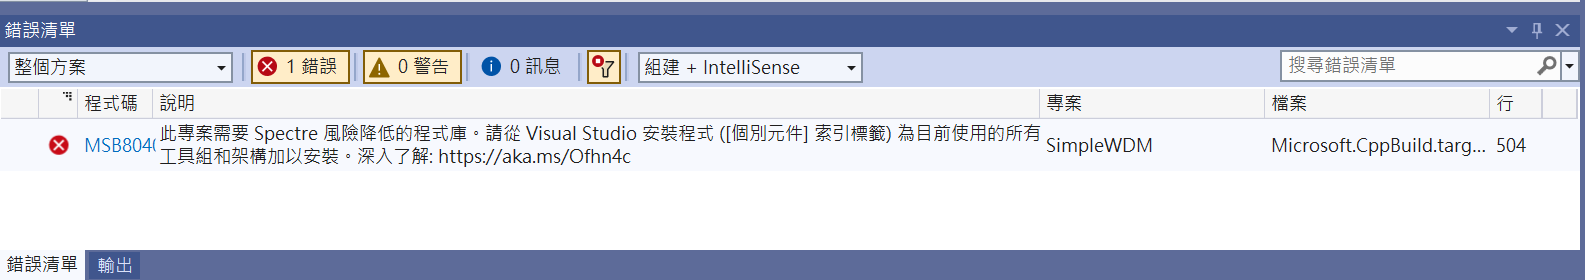 錯誤清單
整個方案 1 錯誤 0 警告 0 訊息 組建 + IntelliSense 搜尋錯誤清單
程式碼 說明 專案 檔案 行
此專案需要 Spectre 風險降低的程式庫。請從 Visual Studio 安裝程式 ([個別元件] 索引標籤) 為目前使用的所有
MSB804 工具組和架構加以安裝。深入了解: https://aka.ms/Ofhn4c SimpleWDM Microsoft.CppBuild.targ... 504
錯誤清單 輸出